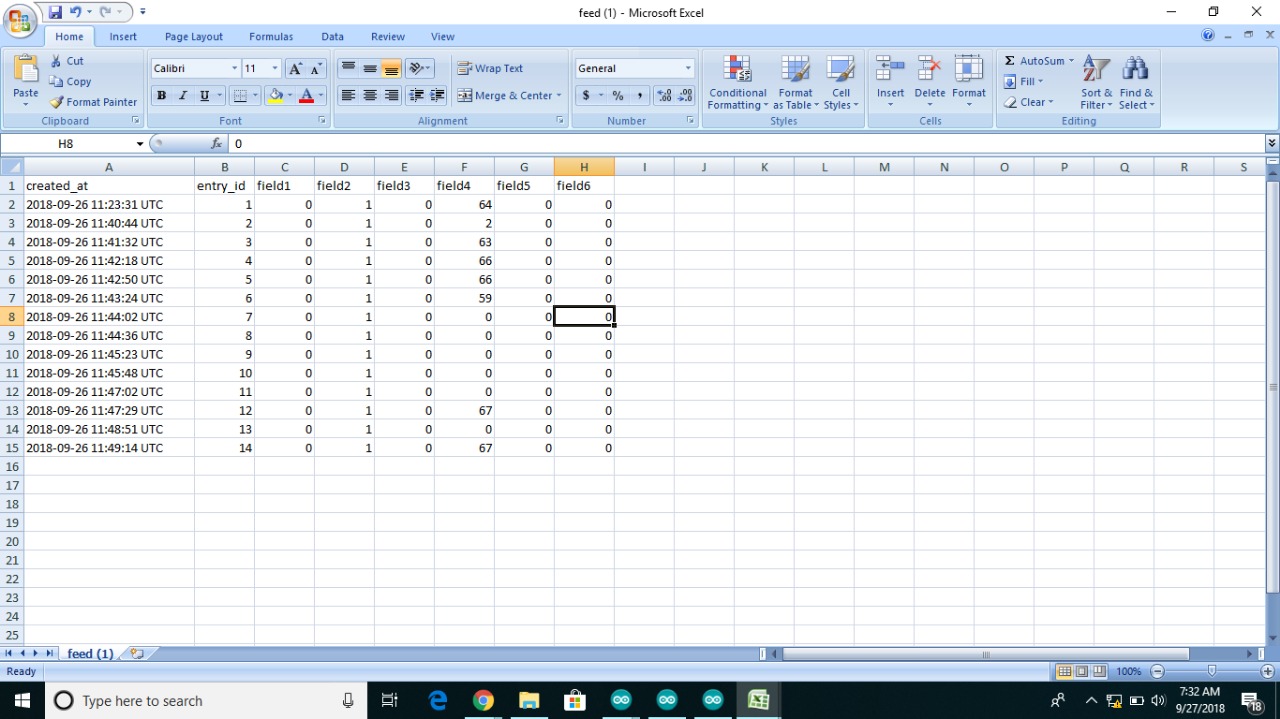 feed (1) - Microsoft Excel
Home Insert Page Layout Formulas Data Review View
Paste Cut Copy Format Painter
Calibri 11
B I U A
Wrap Text
Merge & Center
General
$ % ,
Conditional Formatting Format as Table Cell Styles
Insert Delete Format
Σ AutoSum Fill Clear
Sort & Filter Find & Select
Clipboard Font Alignment Number Styles Cells Editing
H8 fx 0
A B C D E F G H I J K L M N O P Q R S
1 created_at entry_id field1 field2 field3 field4 field5 field6
2 2018-09-26 11:23:31 UTC 1 0 1 0 64 0 0
3 2018-09-26 11:40:44 UTC 2 0 1 0 2 0 0
4 2018-09-26 11:41:32 UTC 3 0 1 0 63 0 0
5 2018-09-26 11:42:18 UTC 4 0 1 0 66 0 0
6 2018-09-26 11:42:50 UTC 5 0 1 0 66 0 0
7 2018-09-26 11:43:24 UTC 6 0 1 0 59 0 0
8 2018-09-26 11:44:02 UTC 7 0 1 0 0 0 0
9 2018-09-26 11:44:36 UTC 8 0 1 0 0 0 0
10 2018-09-26 11:45:23 UTC 9 0 1 0 0 0 0
11 2018-09-26 11:45:48 UTC 10 0 1 0 0 0 0
12 2018-09-26 11:47:02 UTC 11 0 1 0 0 0 0
13 2018-09-26 11:47:29 UTC 12 0 1 0 67 0 0
14 2018-09-26 11:48:51 UTC 13 0 1 0 0 0 0
15 2018-09-26 11:49:14 UTC 14 0 1 0 67 0 0
16
17
18
19
20
21
22
23
24
25
feed (1)
Ready 100%
Type here to search
7:32 AM
9/27/2018
18